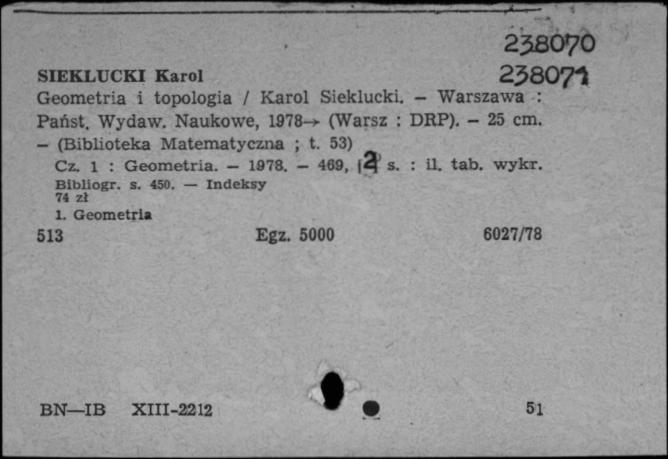 238070
238071
SIEKLUCKI Karol
Geometria i topologia / Karol Sieklucki. — Warszawa :
Państ. Wydaw. Naukowe, 1978→ (Warsz : DRP). — 25 cm.
— (Biblioteka Matematyczna ; t. 53)
Cz. 1 : Geometria. — 1978. — 469, [2] s. : il. tab. wykr.
Bibliogr. s. 450. — Indeksy
74 zł
1. Geometria
513 Egz. 5000 6027/78
BN—IB XIII-2212 51